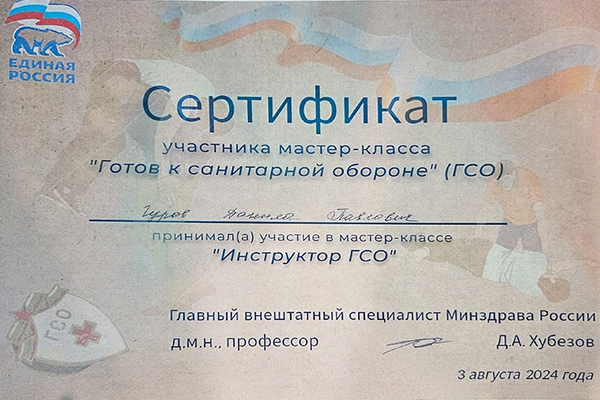 ЕДИНАЯ
РОССИЯ
Сертификат
участника мастер-класса
"Готов к санитарной обороне" (ГСО)
Гуров Данила Павлович
принимал(а) участие в мастер-классе
"Инструктор ГСО"
ГСО
Главный внештатный специалист Минздрава России
д.м.н., профессор Д.А. Хубезов
3 августа 2024 года